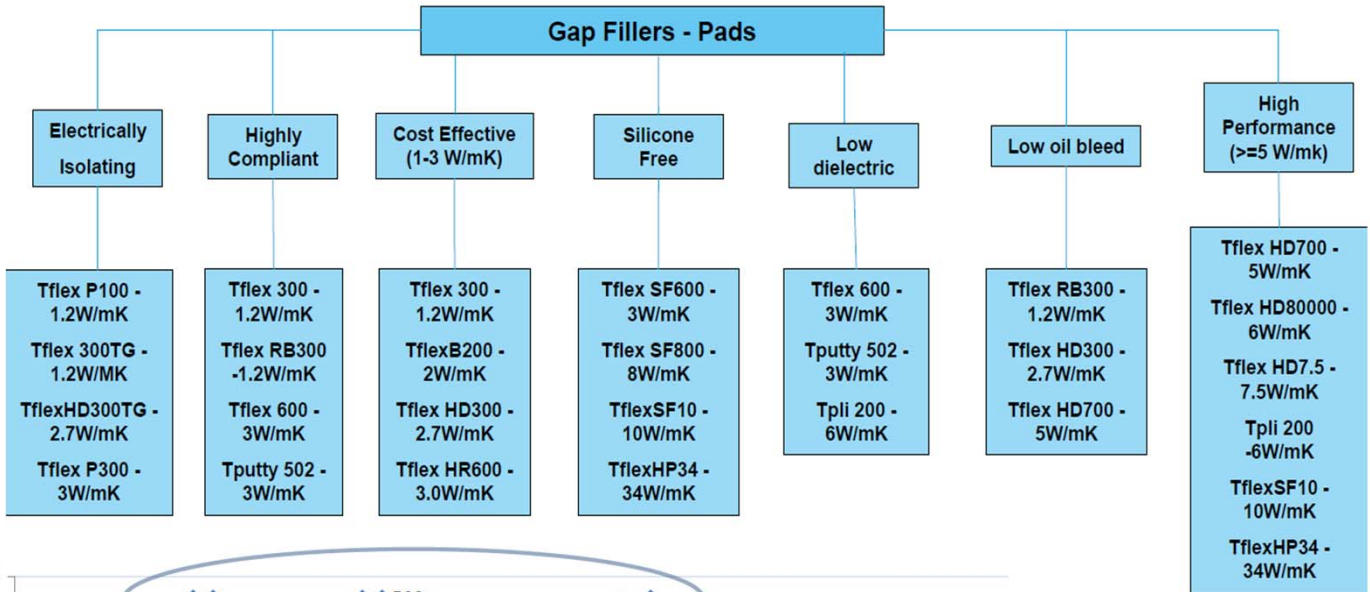 Gap Fillers - Pads
Electrically
Isolating
Highly
Compliant
Cost Effective
(1-3 W/mK)
Silicone
Free
Low
dielectric
Low oil bleed
High
Performance
(>=5 W/mk)
Tflex P100 -
1.2W/mK
Tflex 300TG -
1.2W/MK
TflexHD300TG -
2.7W/mK
Tflex P300 -
3W/mK
Tflex 300 -
1.2W/mK
Tflex RB300
-1.2W/mK
Tflex 600 -
3W/mK
Tputty 502 -
3W/mK
Tflex 300 -
1.2W/mK
TflexB200 -
2W/mK
Tflex HD300 -
2.7W/mK
Tflex HR600 -
3.0W/mK
Tflex SF600 -
3W/mK
Tflex SF800 -
8W/mK
TflexSF10 -
10W/mK
TflexHP34 -
34W/mK
Tflex 600 -
3W/mK
Tputty 502 -
3W/mK
Tpli 200 -
6W/mK
Tflex RB300 -
1.2W/mK
Tflex HD300 -
2.7W/mK
Tflex HD700 -
5W/mK
Tflex HD700 -
5W/mK
Tflex HD80000 -
6W/mK
Tflex HD7.5 -
7.5W/mK
Tpli 200
-6W/mK
TflexSF10 -
10W/mK
TflexHP34 -
34W/mK